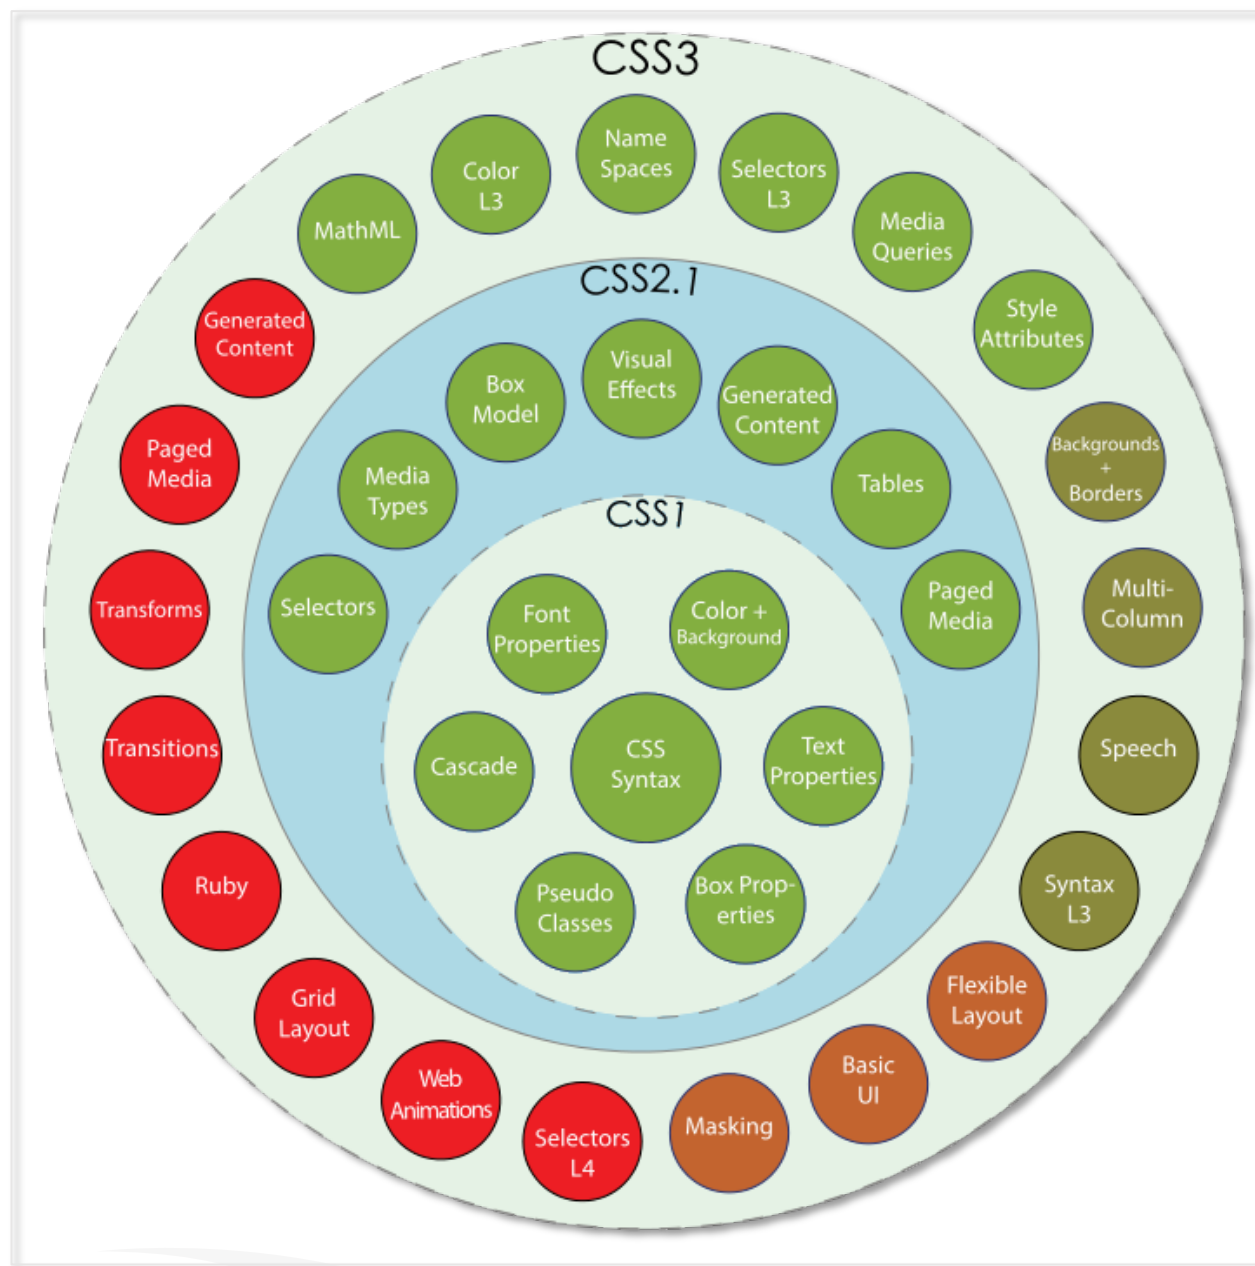 CSS3
Name
Spaces
Color
L3
Selectors
L3
MathML
Media
Queries
Generated
Content
Style
Attributes
Paged
Media
Backgrounds
+
Borders
Transforms
Multi-
Column
Transitions
Speech
Ruby
Syntax
L3
Grid
Layout
Flexible
Layout
Web
Animations
Basic
UI
Selectors
L4
Masking
CSS2.1
Visual
Effects
Box
Model
Generated
Content
Media
Types
Tables
Selectors
Paged
Media
CSS1
Font
Properties
Color +
Background
Cascade
CSS
Syntax
Text
Properties
Pseudo
Classes
Box Prop-
erties